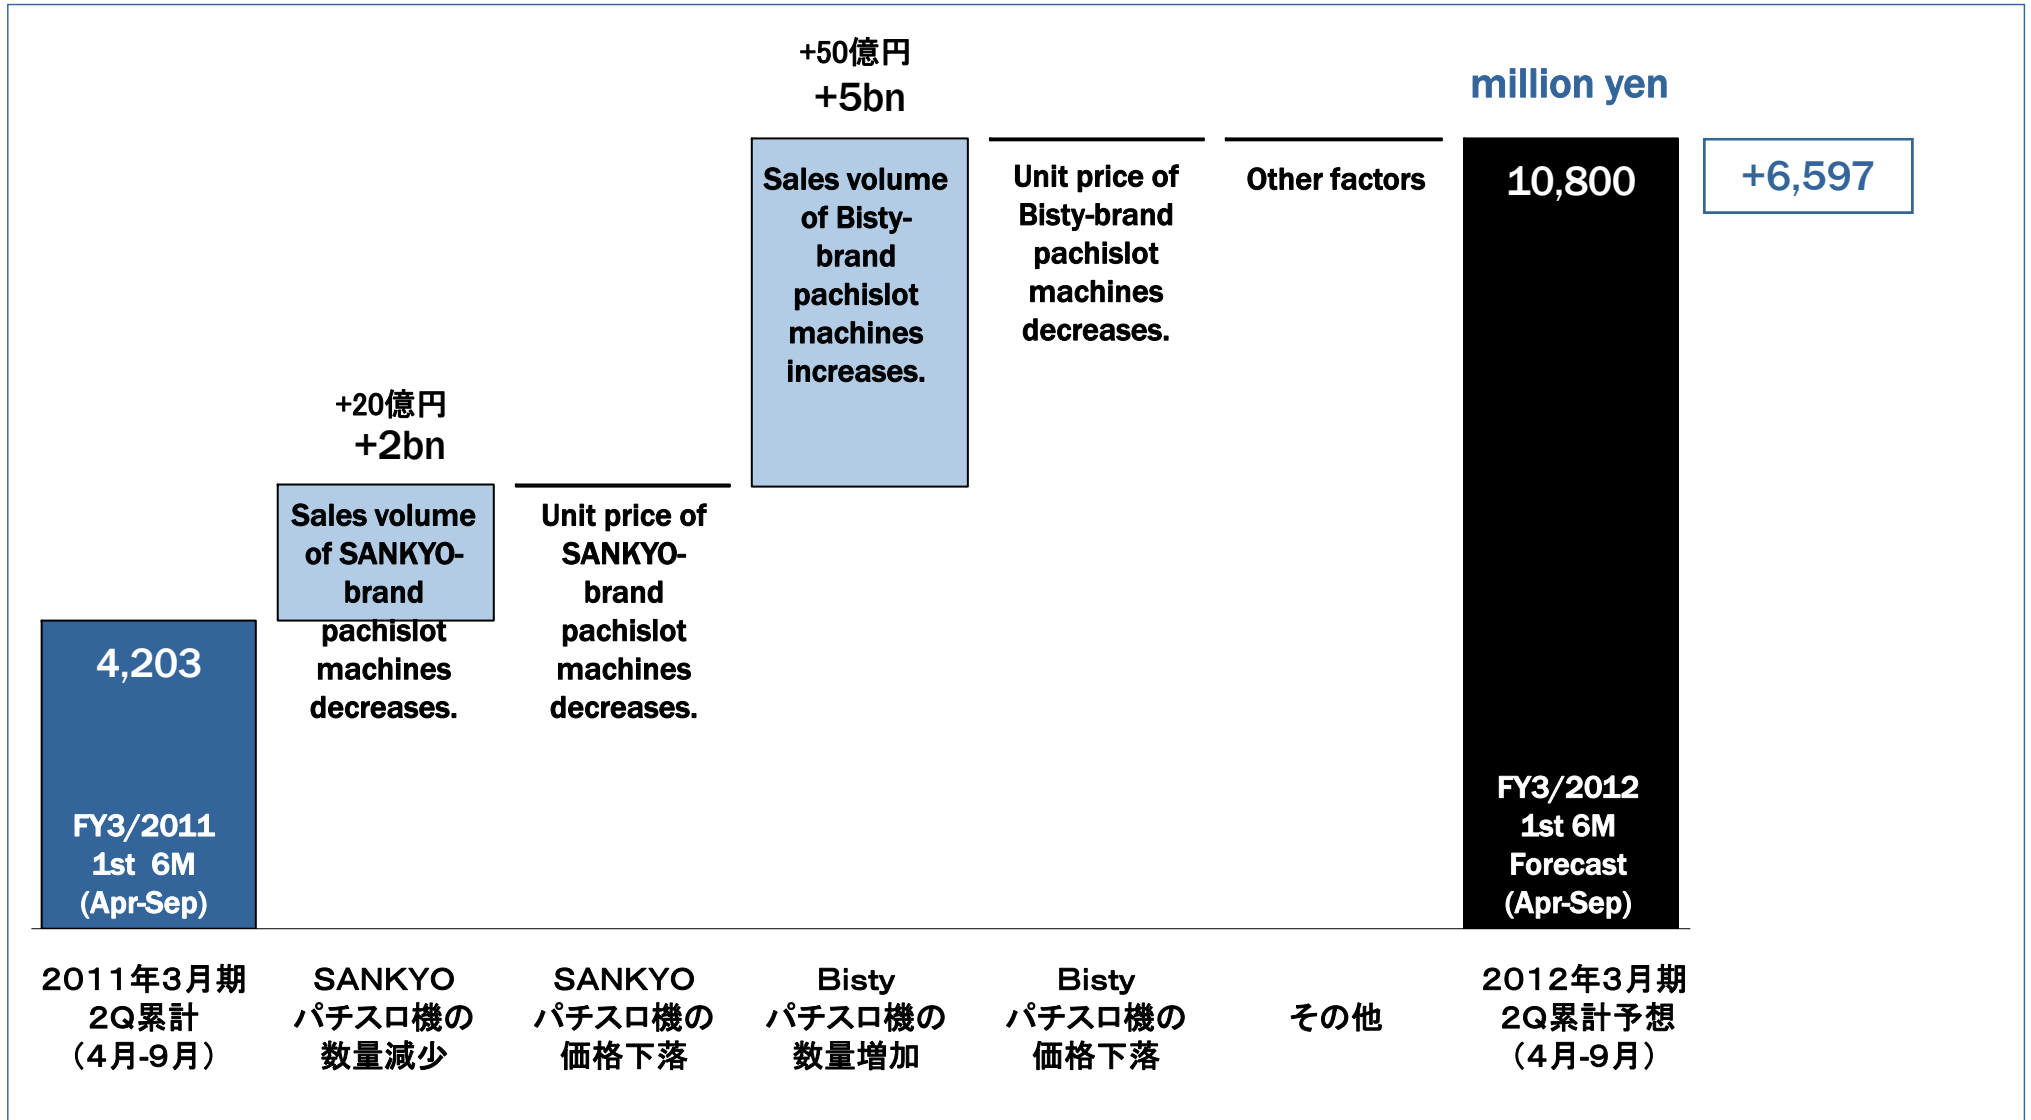 +50億円
+5bn
million yen
Sales volume
of Bisty-
brand
pachislot
machines
increases.
Unit price of
Bisty-brand
pachislot
machines
decreases.
Other factors
10,800
+6,597
+20億円
+2bn
Sales volume
of SANKYO-
brand
pachislot
machines
decreases.
Unit price of
SANKYO-
brand
pachislot
machines
decreases.
4,203
FY3/2011
1st 6M
(Apr-Sep)
FY3/2012
1st 6M
Forecast
(Apr-Sep)
2011年3月期
2Q累計
（4月-9月）
SANKYO
パチスロ機の
数量減少
SANKYO
パチスロ機の
価格下落
Bisty
パチスロ機の
数量増加
Bisty
パチスロ機の
価格下落
その他
2012年3月期
2Q累計予想
（4月-9月）